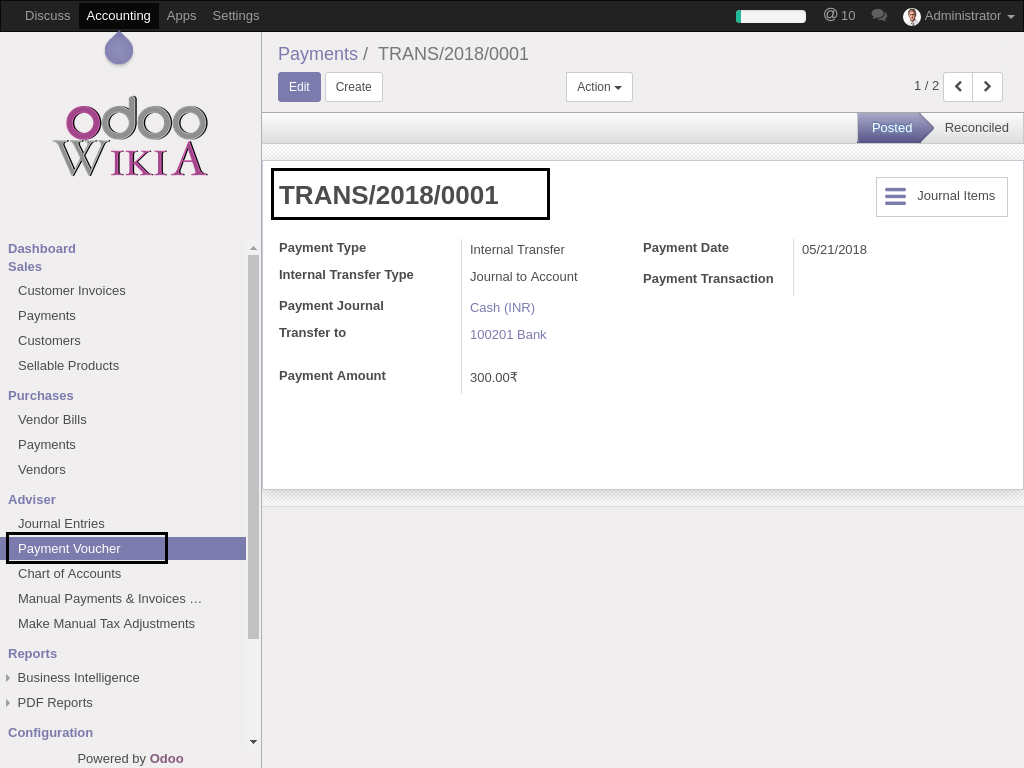 Discuss Accounting Apps Settings @ 10 Administrator
odoo
WIKIA
Payments / TRANS/2018/0001
Edit Create Action 1 / 2
Posted Reconciled
TRANS/2018/0001
Journal Items
Payment Type Internal Transfer
Internal Transfer Type Journal to Account
Payment Journal Cash (INR)
Transfer to 100201 Bank
Payment Amount 300.00₹
Payment Date 05/21/2018
Payment Transaction
Dashboard
Sales
Customer Invoices
Payments
Customers
Sellable Products
Purchases
Vendor Bills
Payments
Vendors
Adviser
Journal Entries
Payment Voucher
Chart of Accounts
Manual Payments & Invoices ...
Make Manual Tax Adjustments
Reports
Business Intelligence
PDF Reports
Configuration
Powered by Odoo